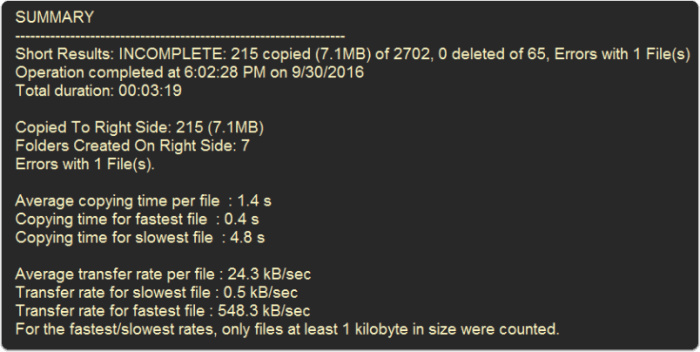 SUMMARY
------------------------------------------------------------------
Short Results: INCOMPLETE: 215 copied (7.1MB) of 2702, 0 deleted of 65, Errors with 1 File(s)
Operation completed at 6:02:28 PM on 9/30/2016
Total duration: 00:03:19
Copied To Right Side: 215 (7.1MB)
Folders Created On Right Side: 7
Errors with 1 File(s).
Average copying time per file : 1.4 s
Copying time for fastest file : 0.4 s
Copying time for slowest file : 4.8 s
Average transfer rate per file : 24.3 kB/sec
Transfer rate for slowest file : 0.5 kB/sec
Transfer rate for fastest file : 548.3 kB/sec
For the fastest/slowest rates, only files at least 1 kilobyte in size were counted.